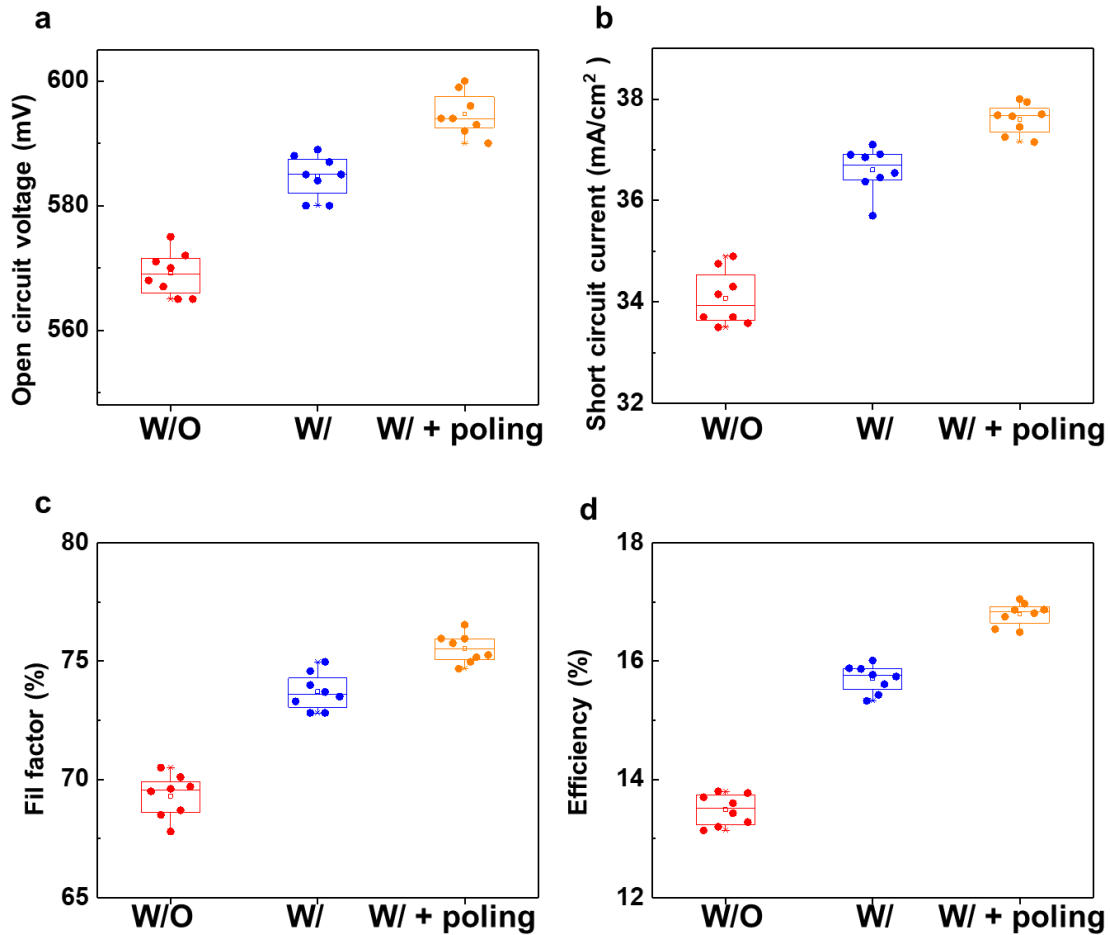 a
Open circuit voltage (mV)
600
580
560
W/O
W/
W/ + poling
b
Short circuit current (mA/cm²)
38
36
34
32
W/O
W/
W/ + poling
c
Fil factor (%)
80
75
70
65
W/O
W/
W/ + poling
d
Efficiency (%)
18
16
14
12
W/O
W/
W/ + poling